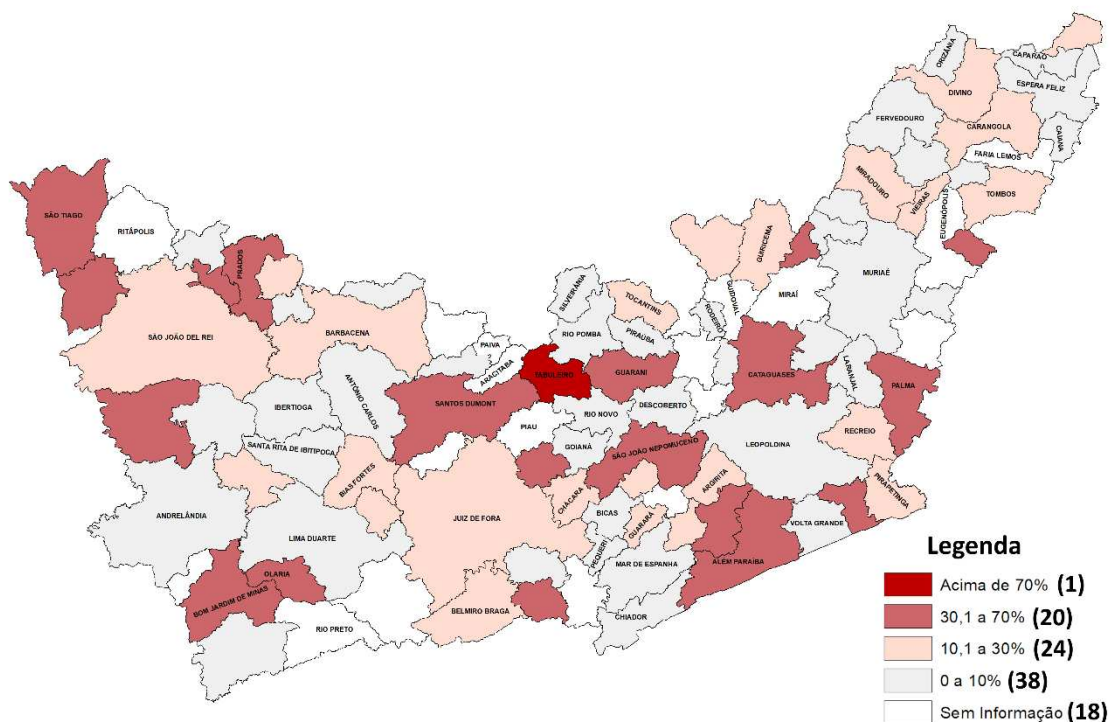 ORIZÂNIA
CAPARAÓ
ESPERA FELIZ
DIVINO
FERVEDOURO
CARANGOLA
CAIANA
FARIA LEMOS
MIRADOURO
VIEIRAS
EUGENÓPOLIS
TOMBOS
SÃO TIAGO
RITÁPOLIS
PRADOS
GUIRICEMA
MURIAÉ
SILVEIRÂNIA
TOCANTINS
GUIDOVAL
MIRAÍ
SÃO JOÃO DEL REI
BARBACENA
RIO POMBA
PIRAÚBA
RODEIRO
PAIVA
ARACITABA
TABULEIRO
GUARANI
CATAGUASES
LARANJAL
PALMA
ANTÔNIO CARLOS
SANTOS DUMONT
IBERTIOGA
RIO NOVO
DESCOBERTO
PIAU
RECREIO
SANTA RITA DE IBITIPOCA
GOIANÁ
SÃO JOÃO NEPOMUCENO
LEOPOLDINA
BIAS FORTES
CHÁCARA
ARGIRITA
PIRAPETINGA
ANDRELÂNDIA
JUIZ DE FORA
BICAS
GUARARÁ
VOLTA GRANDE
LIMA DUARTE
PEQUERI
MAR DE ESPANHA
ALÉM PARAÍBA
OLARIA
BOM JARDIM DE MINAS
BELMIRO BRAGA
CHIADOR
RIO PRETO
Legenda
Acima de 70% (1)
30,1 a 70% (20)
10,1 a 30% (24)
0 a 10% (38)
Sem Informação (18)